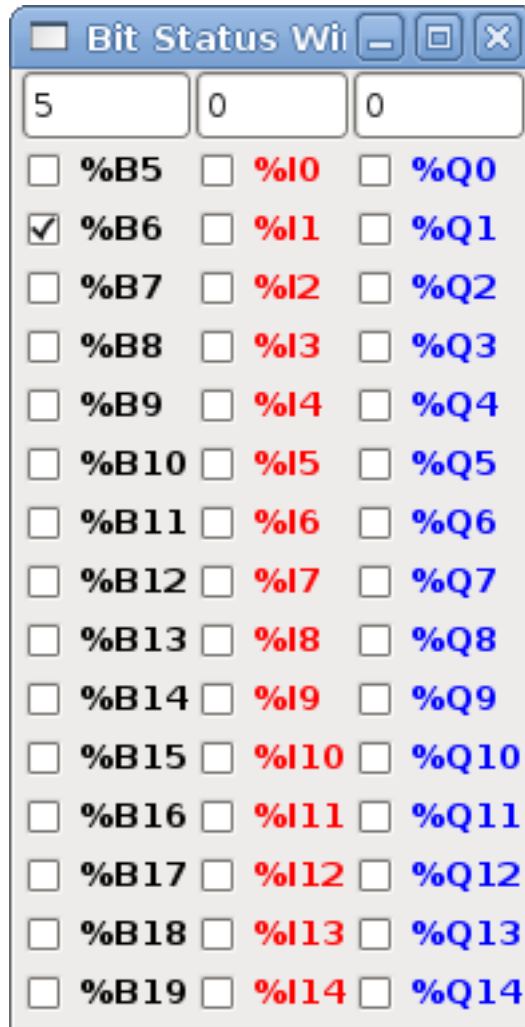 Bit Status Wi
5 0 0
%B5 %I0 %Q0
%B6 %I1 %Q1
%B7 %I2 %Q2
%B8 %I3 %Q3
%B9 %I4 %Q4
%B10 %I5 %Q5
%B11 %I6 %Q6
%B12 %I7 %Q7
%B13 %I8 %Q8
%B14 %I9 %Q9
%B15 %I10 %Q10
%B16 %I11 %Q11
%B17 %I12 %Q12
%B18 %I13 %Q13
%B19 %I14 %Q14